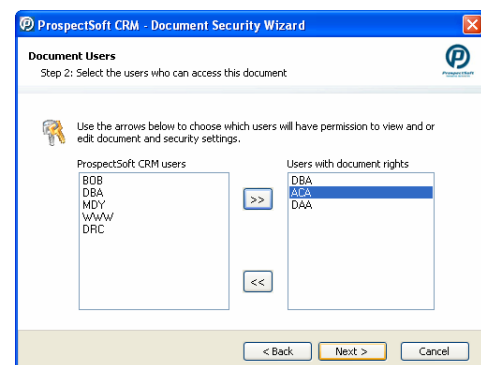 ProspectSoft CRM - Document Security Wizard
Document Users
Step 2: Select the users who can access this document
ProspectSoft
Use the arrows below to choose which users will have permission to view and or
edit document and security settings.
ProspectSoft CRM users
Users with document rights
BOB
DBA
MDY
WWW
DRC
>>
<<
DBA
ACA
DAA
< Back
Next >
Cancel